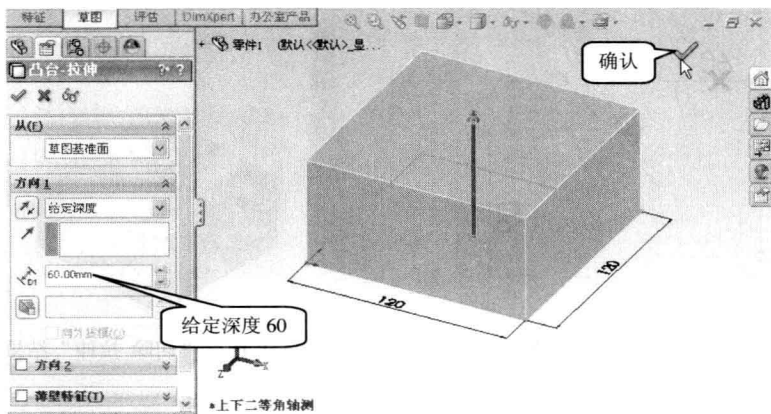 特征 草图 评估 DimXpert 办公室产品
零件1 (默认<<默认>_显...
确认
凸台-拉伸
从(F)
草图基准面
方向1
给定深度
60.00mm
给定深度 60
方向2
薄壁特征(T)
120
120
Z
X
*上下二等角轴测